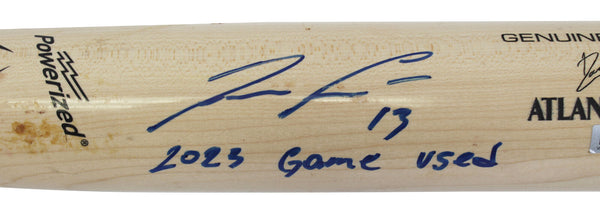 Powerized®
GENUINE
ATLAN
13
2023 Game used